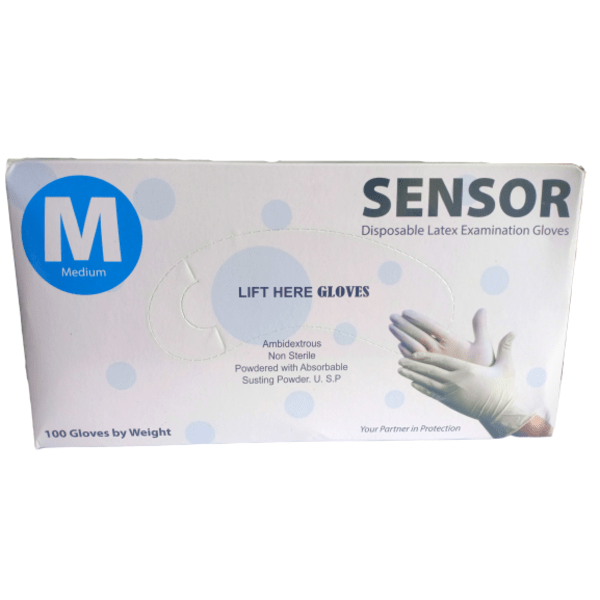 M
Medium
SENSOR
Disposable Latex Examination Gloves
LIFT HERE GLOVES
Ambidextrous
Non Sterile
Powdered with Absorbable
Susting Powder. U. S.P
100 Gloves by Weight
Your Partner in Protection